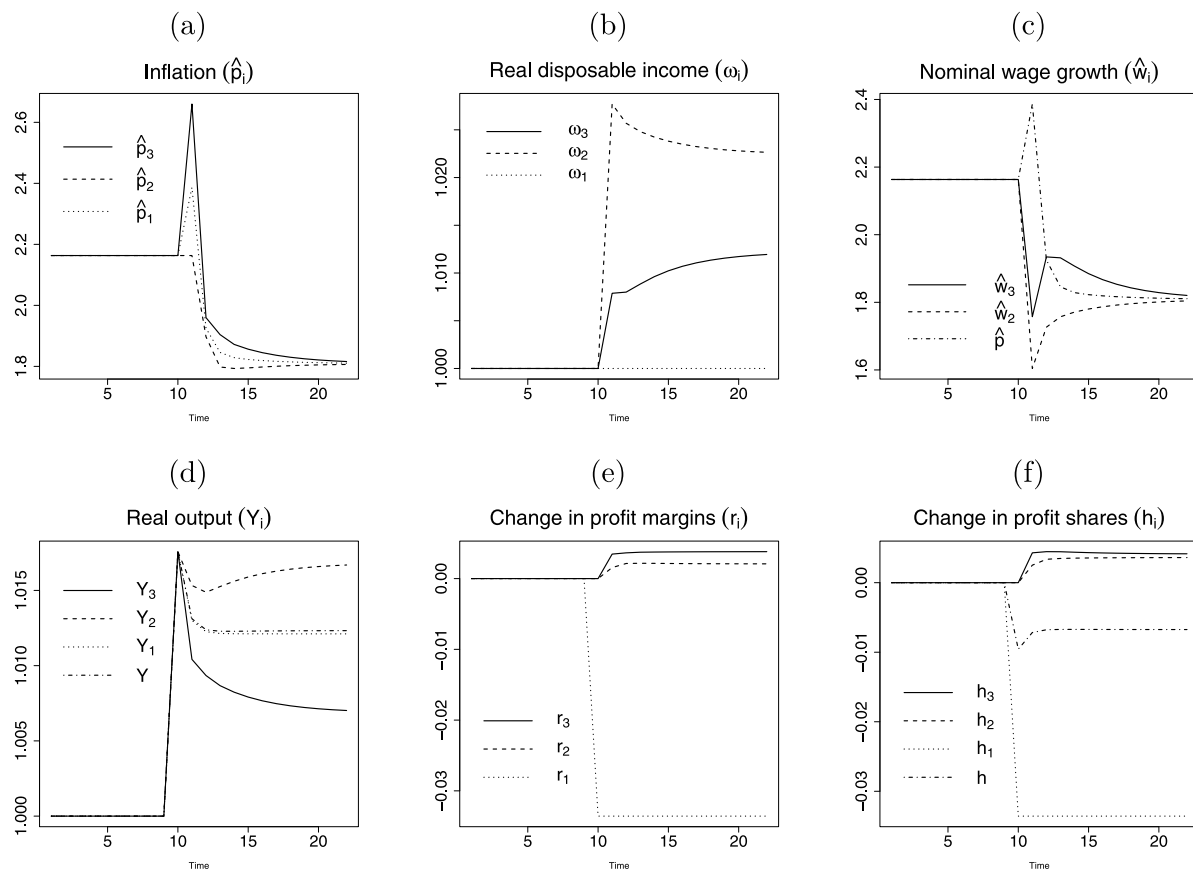 (a)
Inflation (p̂ᵢ)
2.6
2.4
2.2
2.0
1.8
p̂₃
p̂₂
p̂₁
5 10 15 20
Time
(b)
Real disposable income (ωᵢ)
1.020
1.010
1.000
ω₃
ω₂
ω₁
5 10 15 20
Time
(c)
Nominal wage growth (ŵᵢ)
2.4
2.2
2.0
1.8
1.6
ŵ₃
ŵ₂
p̂
5 10 15 20
Time
(d)
Real output (Yᵢ)
1.015
1.010
1.005
1.000
Y₃
Y₂
Y₁
Y
5 10 15 20
Time
(e)
Change in profit margins (rᵢ)
0.00
−0.01
−0.02
−0.03
r₃
r₂
r₁
5 10 15 20
Time
(f)
Change in profit shares (hᵢ)
0.00
−0.01
−0.02
−0.03
h₃
h₂
h₁
h
5 10 15 20
Time